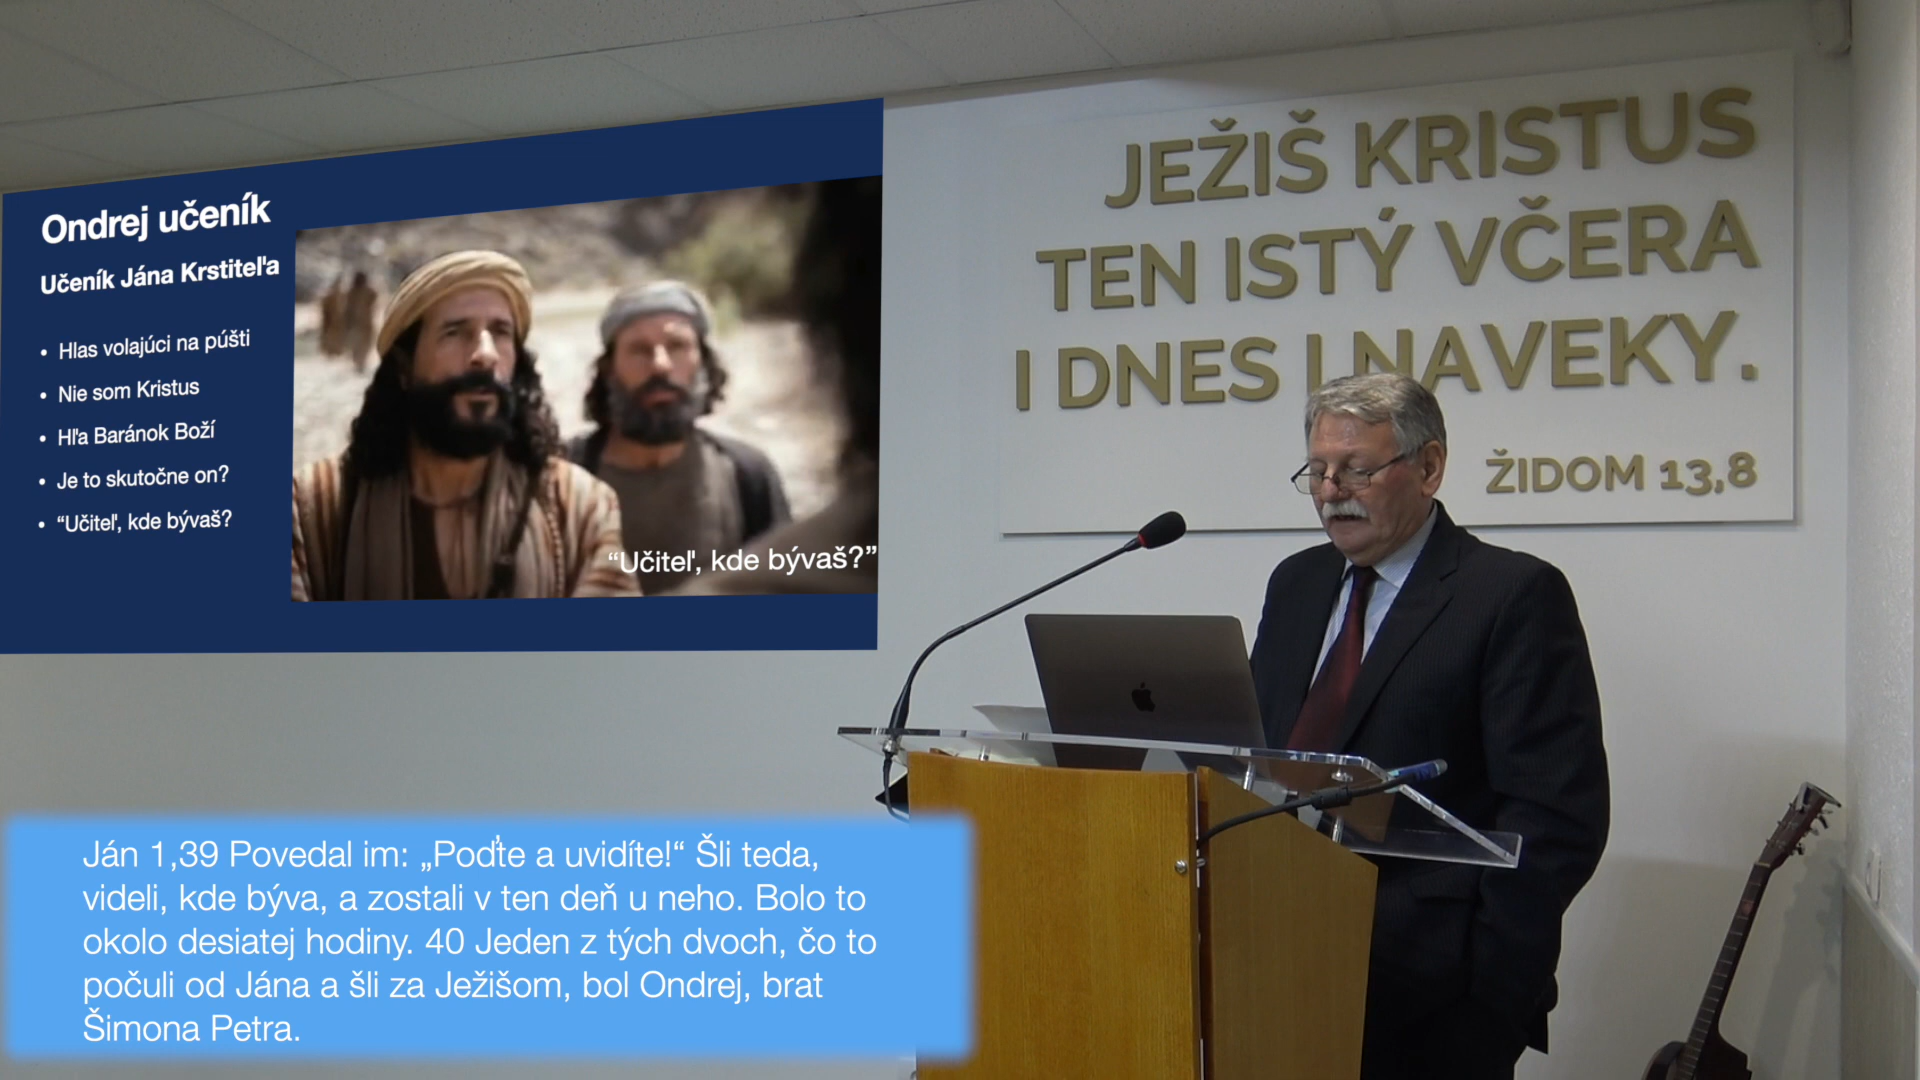 Ondrej učeník
Učeník Jána Krstiteľa
• Hlas volajúci na púšti
• Nie som Kristus
• Hľa Baránok Boží
• Je to skutočne on?
• “Učiteľ, kde bývaš?
“Učiteľ, kde bývaš?”
JEŽIŠ KRISTUS
TEN ISTÝ VČERA
I DNES I NAVEKY.
ŽIDOM 13,8
Ján 1,39 Povedal im: „Poďte a uvidíte!“ Šli teda,
videli, kde býva, a zostali v ten deň u neho. Bolo to
okolo desiatej hodiny. 40 Jeden z tých dvoch, čo to
počuli od Jána a šli za Ježišom, bol Ondrej, brat
Šimona Petra.